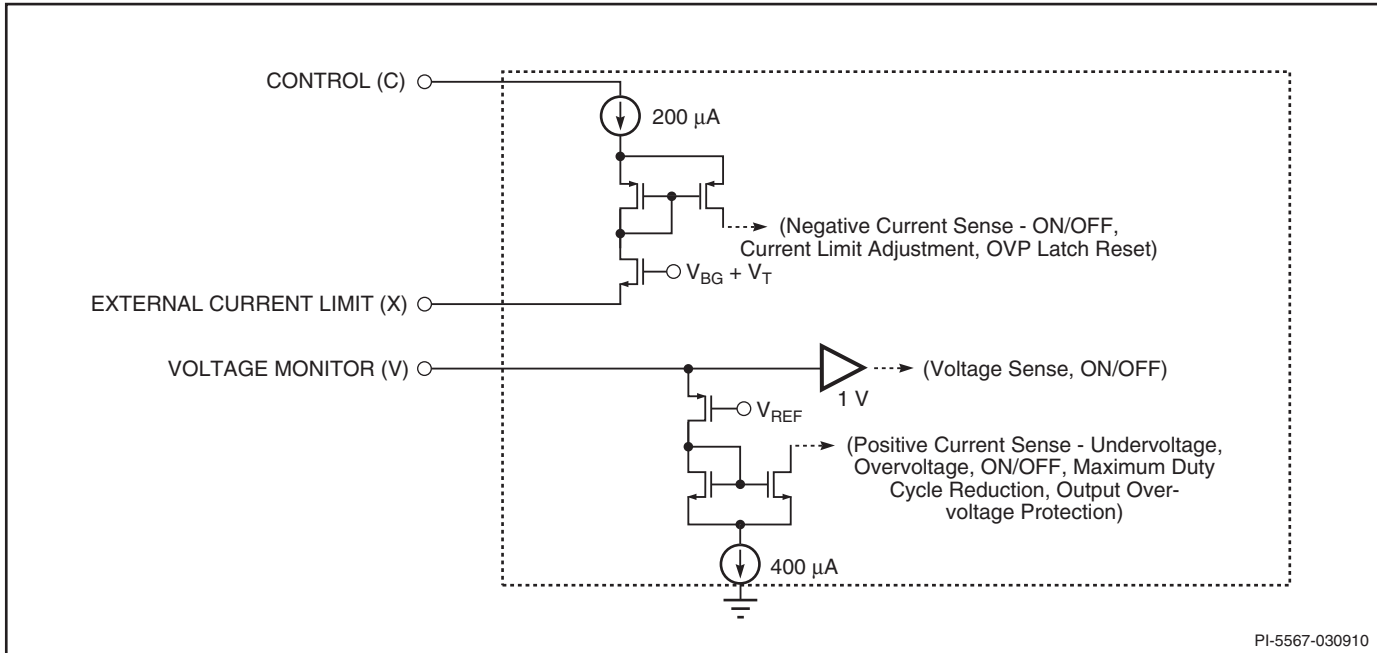 CONTROL (C)
200 μA
(Negative Current Sense - ON/OFF,
Current Limit Adjustment, OVP Latch Reset)
V_BG + V_T
EXTERNAL CURRENT LIMIT (X)
VOLTAGE MONITOR (V)
(Voltage Sense, ON/OFF)
1 V
V_REF
(Positive Current Sense - Undervoltage,
Overvoltage, ON/OFF, Maximum Duty
Cycle Reduction, Output Over-
voltage Protection)
400 μA
PI-5567-030910